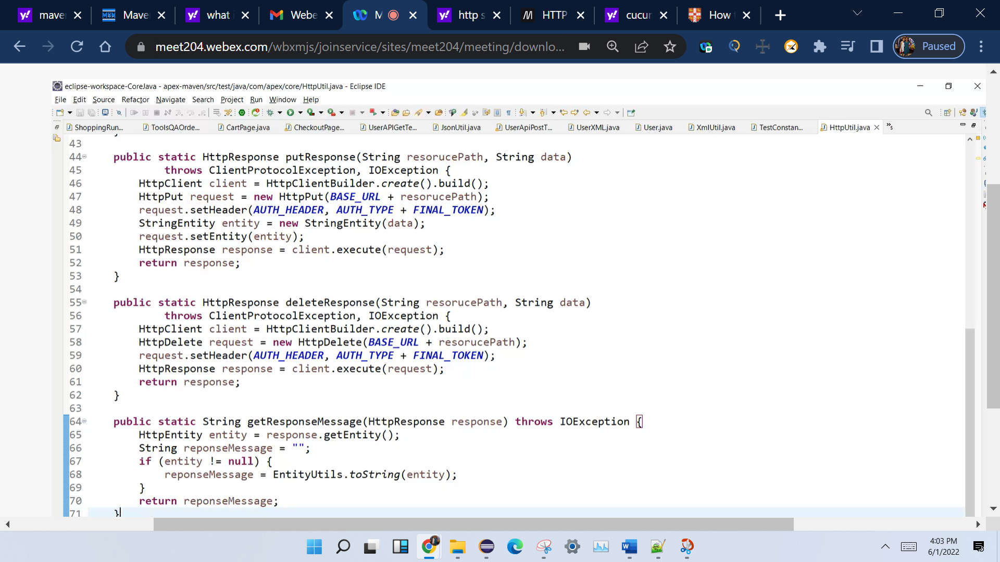 mave
Mave
what i
Webe
M
http s
HTTP
cucur
How t
meet204.webex.com/wbxmjs/joinservice/sites/meet204/meeting/downlo...
Paused
eclipse-workspace-CoreJava - apex-maven/src/test/java/com/apex/core/HttpUtil.java - Eclipse IDE
File Edit Source Refactor Navigate Search Project Run Window Help
ShoppingRun... ToolsQAOrde... CartPage.java CheckoutPage... UserAPIGetTe... JsonUtil.java UserApiPostT... UserXML.java User.java XmlUtil.java TestConstan... HttpUtil.java »5
43
44 public static HttpResponse putResponse(String resorucePath, String data)
45 throws ClientProtocolException, IOException {
46 HttpClient client = HttpClientBuilder.create().build();
47 HttpPut request = new HttpPut(BASE_URL + resorucePath);
48 request.setHeader(AUTH_HEADER, AUTH_TYPE + FINAL_TOKEN);
49 StringEntity entity = new StringEntity(data);
50 request.setEntity(entity);
51 HttpResponse response = client.execute(request);
52 return response;
53 }
54
55 public static HttpResponse deleteResponse(String resorucePath, String data)
56 throws ClientProtocolException, IOException {
57 HttpClient client = HttpClientBuilder.create().build();
58 HttpDelete request = new HttpDelete(BASE_URL + resorucePath);
59 request.setHeader(AUTH_HEADER, AUTH_TYPE + FINAL_TOKEN);
60 HttpResponse response = client.execute(request);
61 return response;
62 }
63
64 public static String getResponseMessage(HttpResponse response) throws IOException {
65 HttpEntity entity = response.getEntity();
66 String reponseMessage = "";
67 if (entity != null) {
68 reponseMessage = EntityUtils.toString(entity);
69 }
70 return reponseMessage;
71 }
4:03 PM
6/1/2022